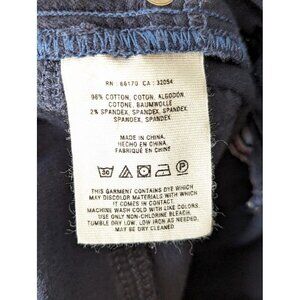 RN : 66170 CA : 32054
98% COTTON, COTON, ALGODÓN,
COTONE, BAUMWOLLE
2% SPANDEX, SPANDEX, SPANDEX,
SPANDEX, SPANDEX
MADE IN CHINA,
HECHO EN CHINA
FABRIQUÉ EN CHINE
30 P
THIS GARMENT CONTAINS DYE WHICH
MAY DISCOLOR MATERIALS WITH WHICH
IT MAY COME IN CONTACT.
MACHINE WASH COLD WITH LIKE COLORS.
USE ONLY NON-CHLORINE BLEACH.
TUMBLE DRY LOW. LOW IRON AS NEEDED,
MAY BE DRY CLEANED